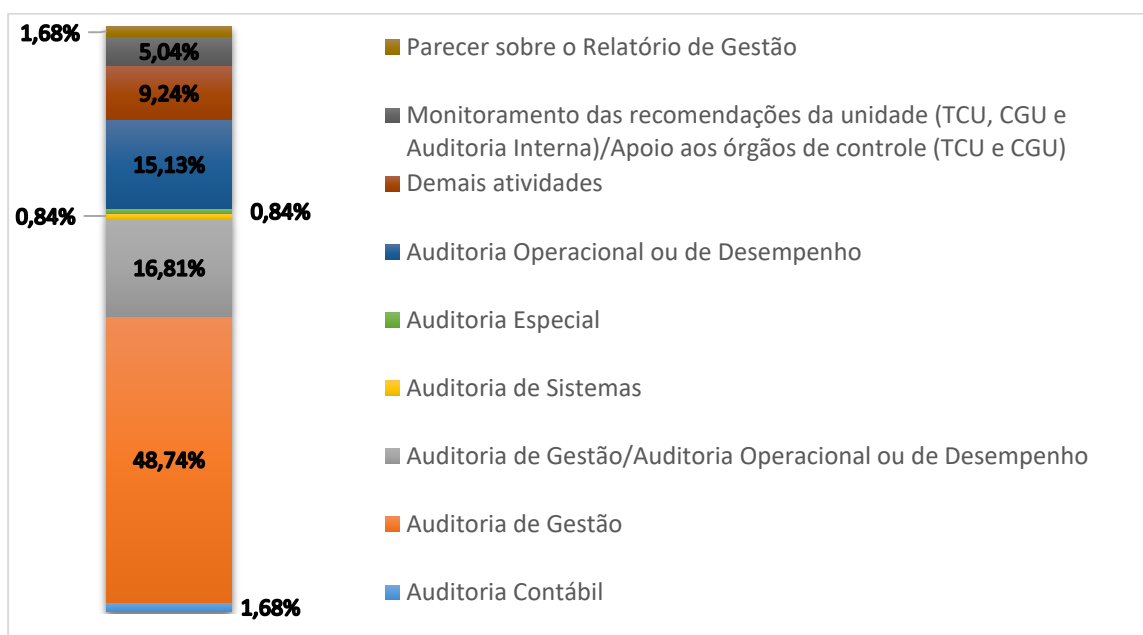 1,68%
5,04%
9,24%
15,13%
0,84%
0,84%
16,81%
48,74%
1,68%
Parecer sobre o Relatório de Gestão
Monitoramento das recomendações da unidade (TCU, CGU e
Auditoria Interna)/Apoio aos órgãos de controle (TCU e CGU)
Demais atividades
Auditoria Operacional ou de Desempenho
Auditoria Especial
Auditoria de Sistemas
Auditoria de Gestão/Auditoria Operacional ou de Desempenho
Auditoria de Gestão
Auditoria Contábil